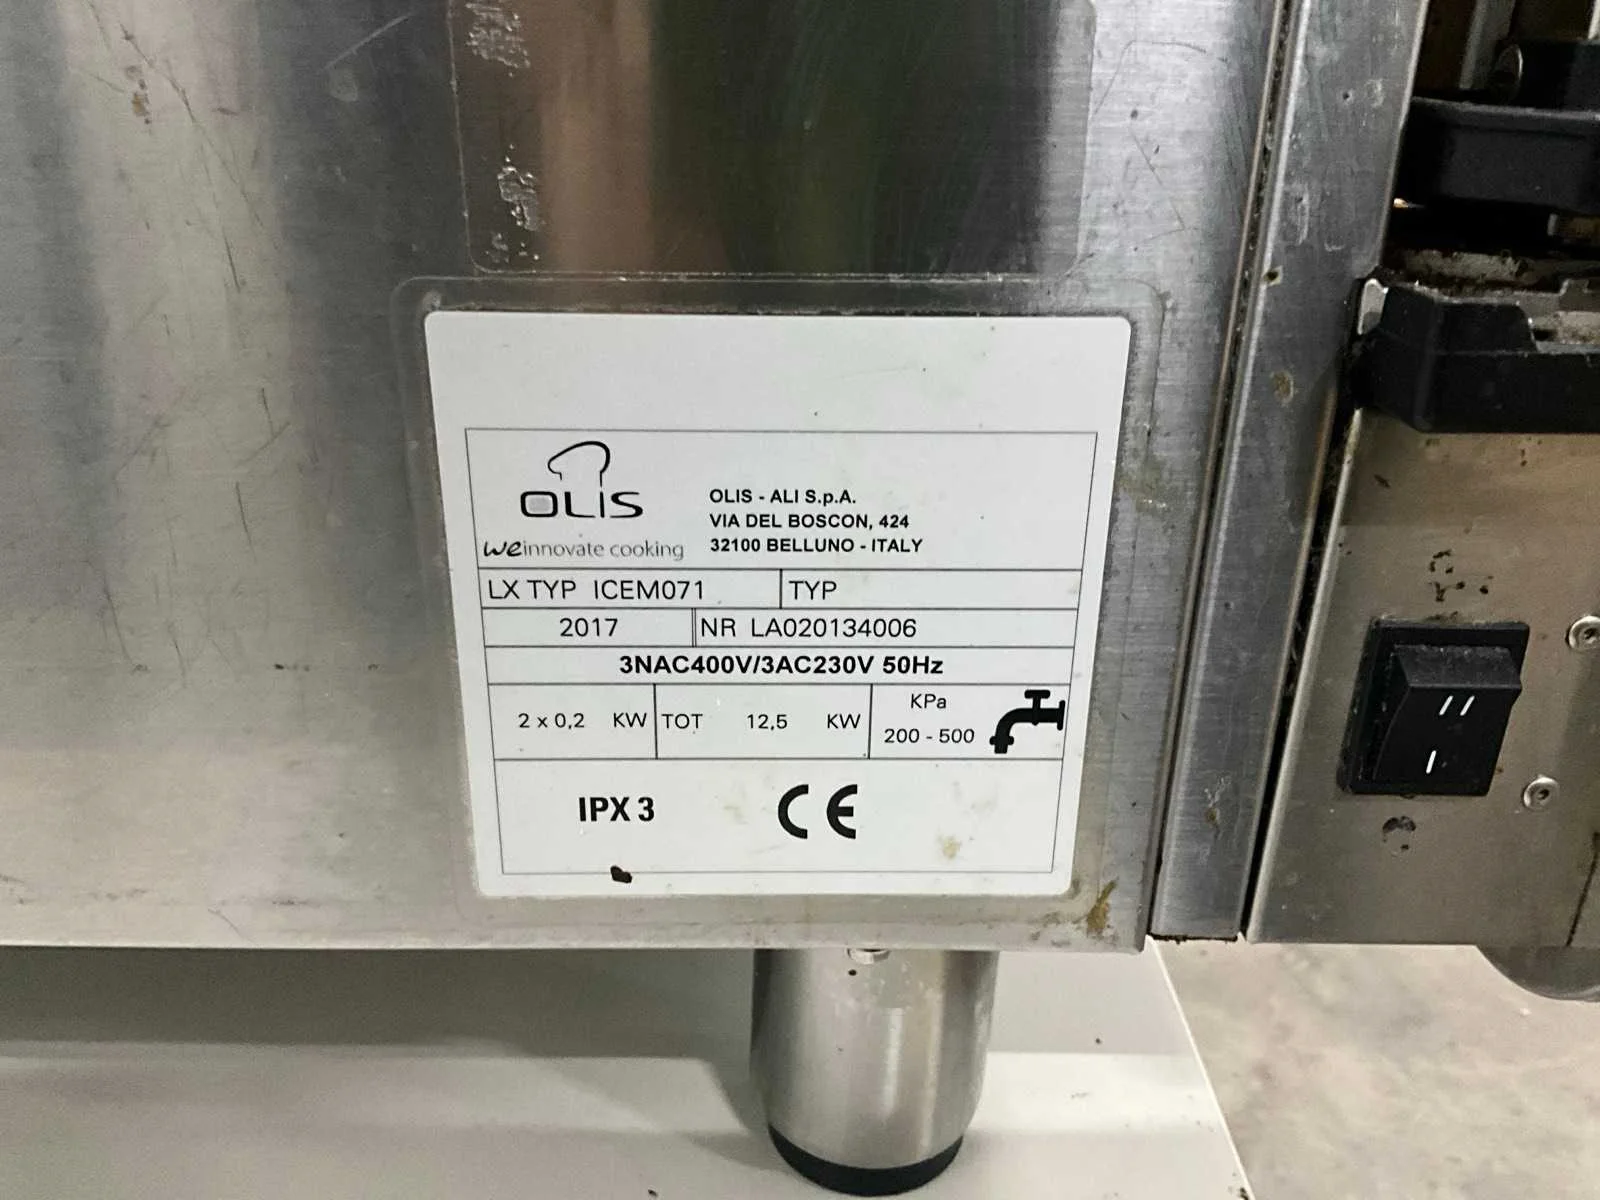 OLIS
weinnovate cooking
OLIS - ALI S.p.A.
VIA DEL BOSCON, 424
32100 BELLUNO - ITALY
LX TYP ICEM071 TYP
2017 NR LA020134006
3NAC400V/3AC230V 50Hz
2 x 0,2 KW TOT 12,5 KW
KPa
200 - 500
IPX 3 CE
II
I